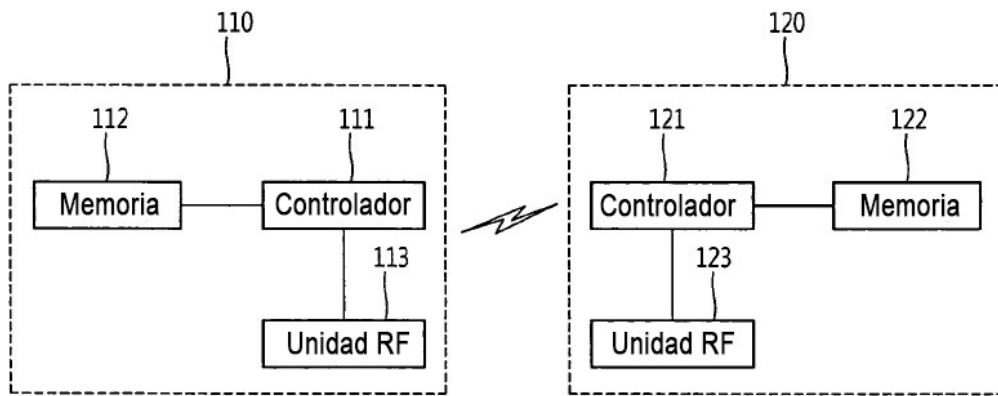 110 120
112 111 121 122
Memoria Controlador Controlador Memoria
113 123
Unidad RF Unidad RF